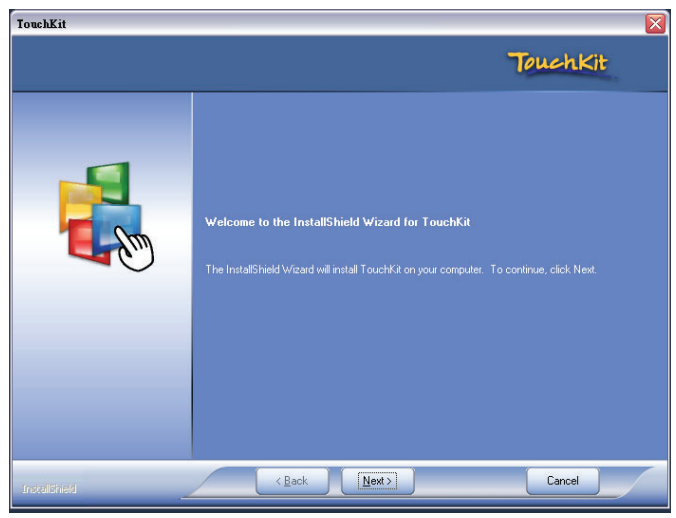 TouchKit
TouchKit
Welcome to the InstallShield Wizard for TouchKit
The InstallShield Wizard will install TouchKit on your computer. To continue, click Next.
InstallShield
< Back
Next >
Cancel